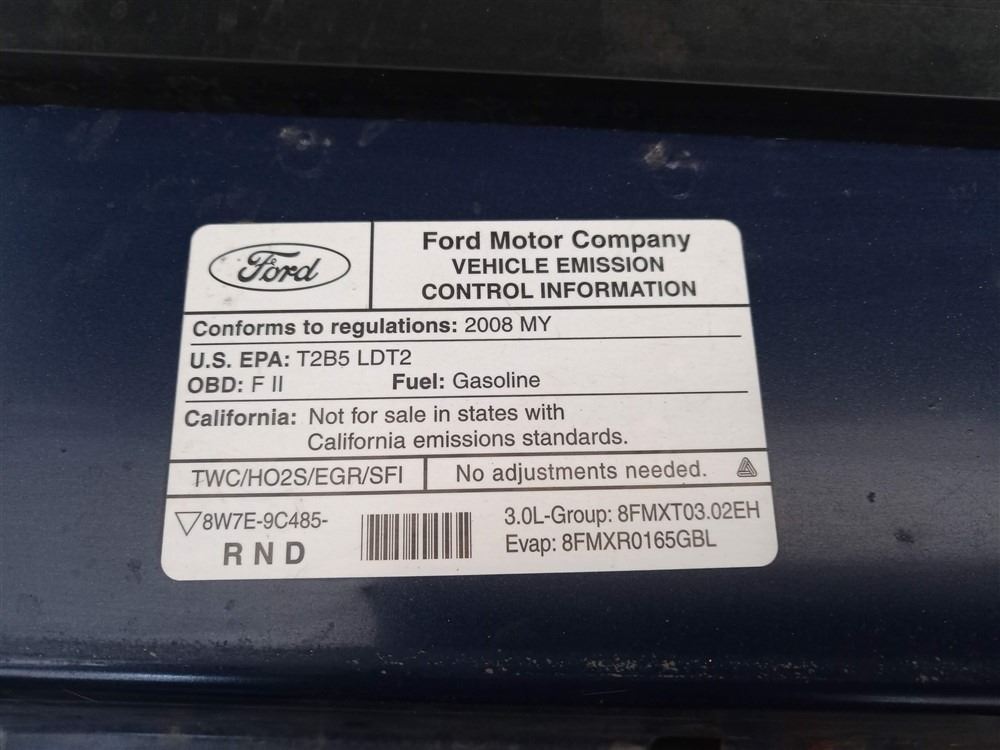 Ford
Ford Motor Company
VEHICLE EMISSION
CONTROL INFORMATION
Conforms to regulations: 2008 MY
U.S. EPA: T2B5 LDT2
OBD: F II Fuel: Gasoline
California: Not for sale in states with
California emissions standards.
TWC/HO2S/EGR/SFI
No adjustments needed.
8W7E-9C485-
R N D
3.0L-Group: 8FMXT03.02EH
Evap: 8FMXR0165GBL